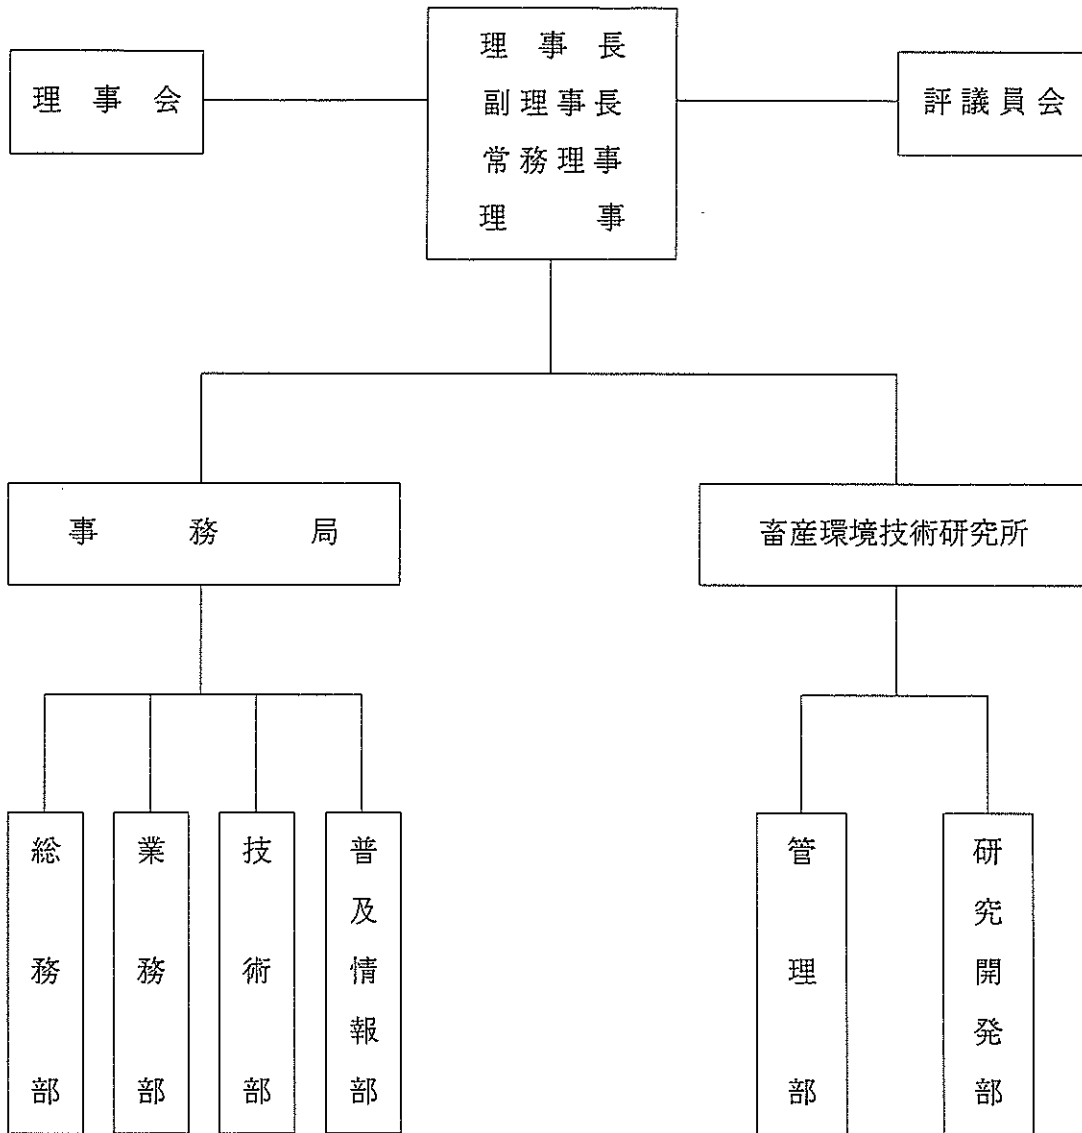 理事会
理事長
副理事長
常務理事
理事
評議員会
事務局
畜産環境技術研究所
総務部
業務部
技術部
普及情報部
管理部
研究開発部